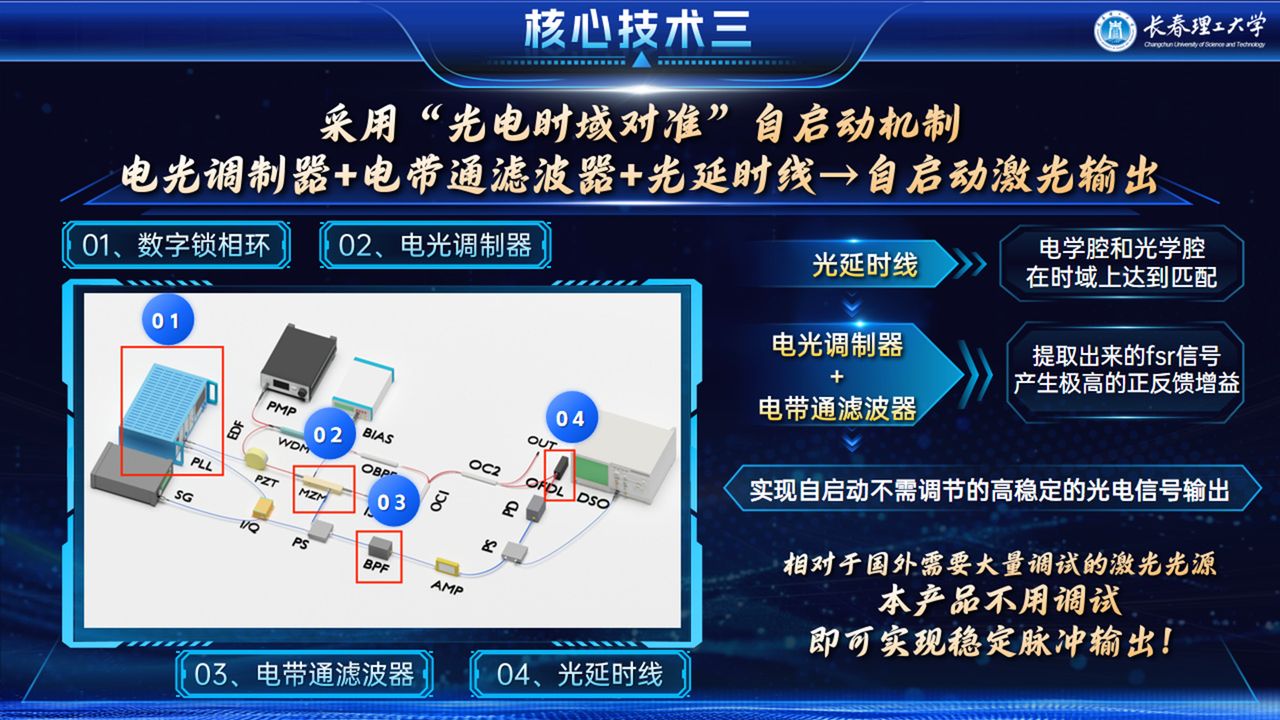 核心技术三
长春理工大学
Changchun University of Science and Technology
采用“光电时域对准”自启动机制
电光调制器+电带通滤波器+光延时线→自启动激光输出
01、数字锁相环
02、电光调制器
01
PMP
BIAS
EDF
WDM
02
04
OUT
PLL
PZT
OBPF
OC2
OFDL
DSO
SG
MZM
03
OC1
PD
I/Q
PS
BPF
PS
AMP
03、电带通滤波器
04、光延时线
光延时线
电学腔和光学腔
在时域上达到匹配
电光调制器
+
电带通滤波器
提取出来的fsr信号
产生极高的正反馈增益
实现自启动不需调节的高稳定的光电信号输出
相对于国外需要大量调试的激光光源
本产品不用调试
即可实现稳定脉冲输出！